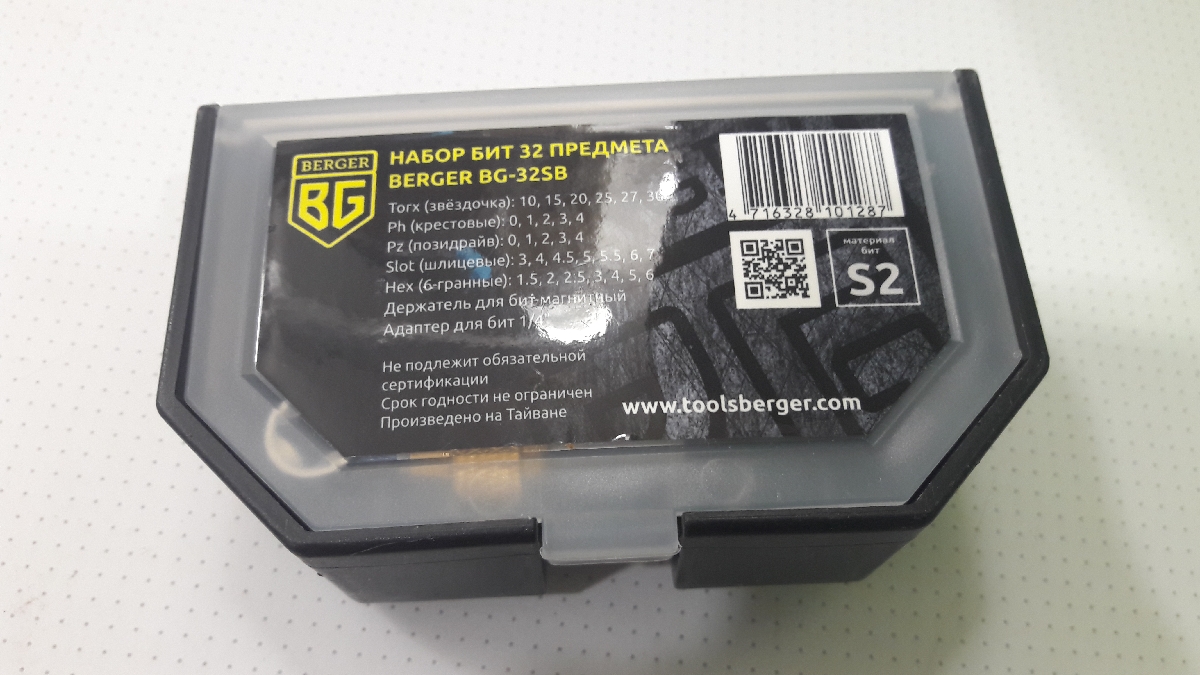 BERGER
BG
НАБОР БИТ 32 ПРЕДМЕТА
BERGER BG-32SB
Torx (звёздочка): 10, 15, 20, 25, 27, 30
Ph (крестовые): 0, 1, 2, 3, 4
Pz (позидрайв): 0, 1, 2, 3, 4
Slot (шлицевые): 3, 4, 4.5, 5, 5.5, 6, 7
Hex (6-гранные): 1.5, 2, 2.5, 3, 4, 5, 6
Держатель для бит магнитный
Адаптер для бит 1/4
Не подлежит обязательной
сертификации
Срок годности не ограничен
Произведено на Тайване
4 716328 101287
материал
бит
S2
www.toolsberger.com